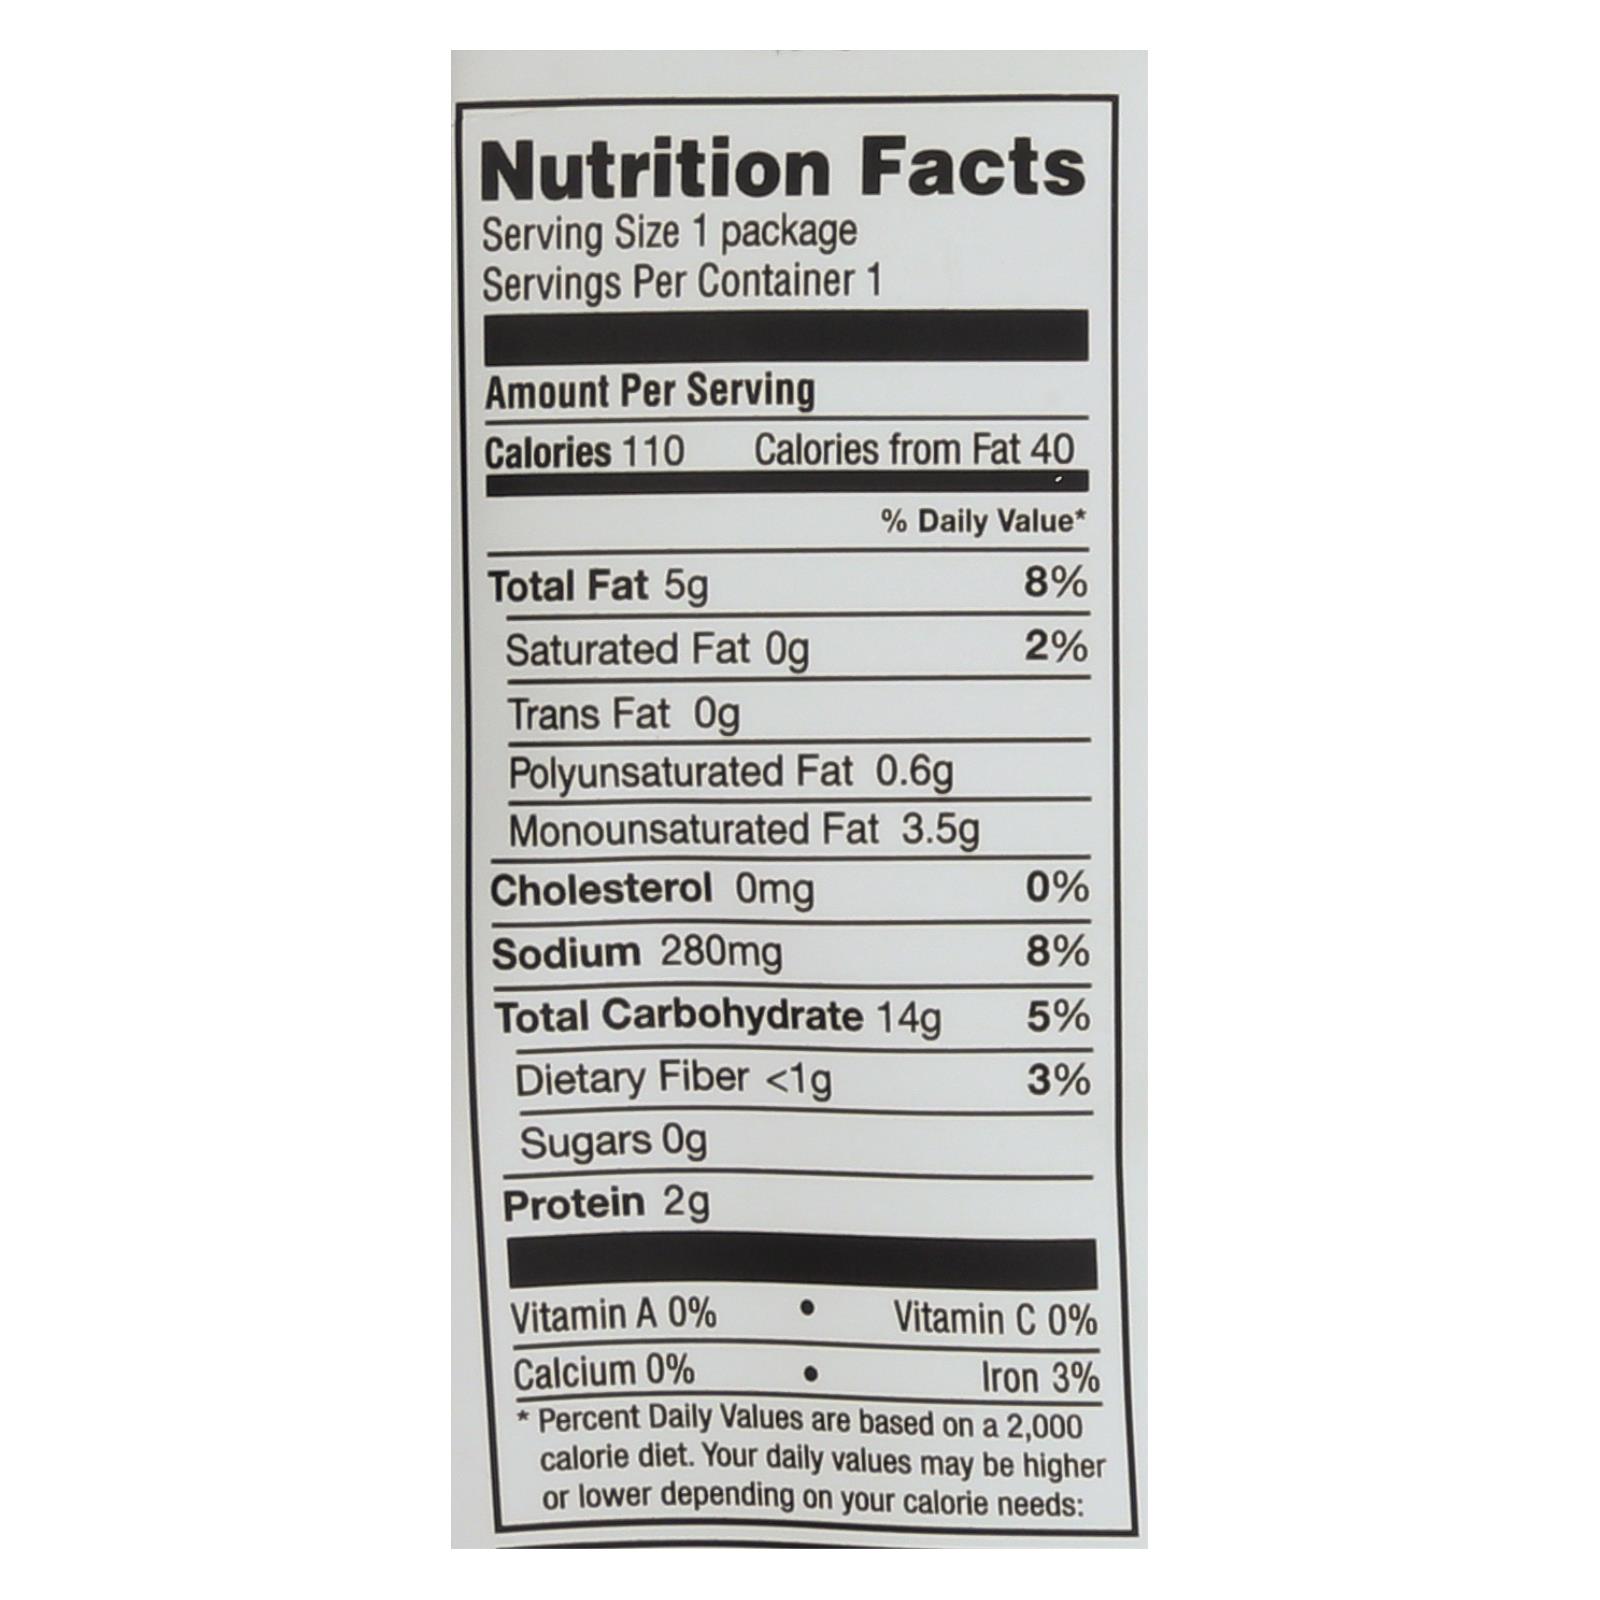 Nutrition Facts
Serving Size 1 package
Servings Per Container 1
Amount Per Serving
Calories 110 Calories from Fat 40
% Daily Value*
Total Fat 5g 8%
Saturated Fat 0g 2%
Trans Fat 0g
Polyunsaturated Fat 0.6g
Monounsaturated Fat 3.5g
Cholesterol 0mg 0%
Sodium 280mg 8%
Total Carbohydrate 14g 5%
Dietary Fiber <1g 3%
Sugars 0g
Protein 2g
Vitamin A 0% • Vitamin C 0%
Calcium 0% • Iron 3%
* Percent Daily Values are based on a 2,000
calorie diet. Your daily values may be higher
or lower depending on your calorie needs: